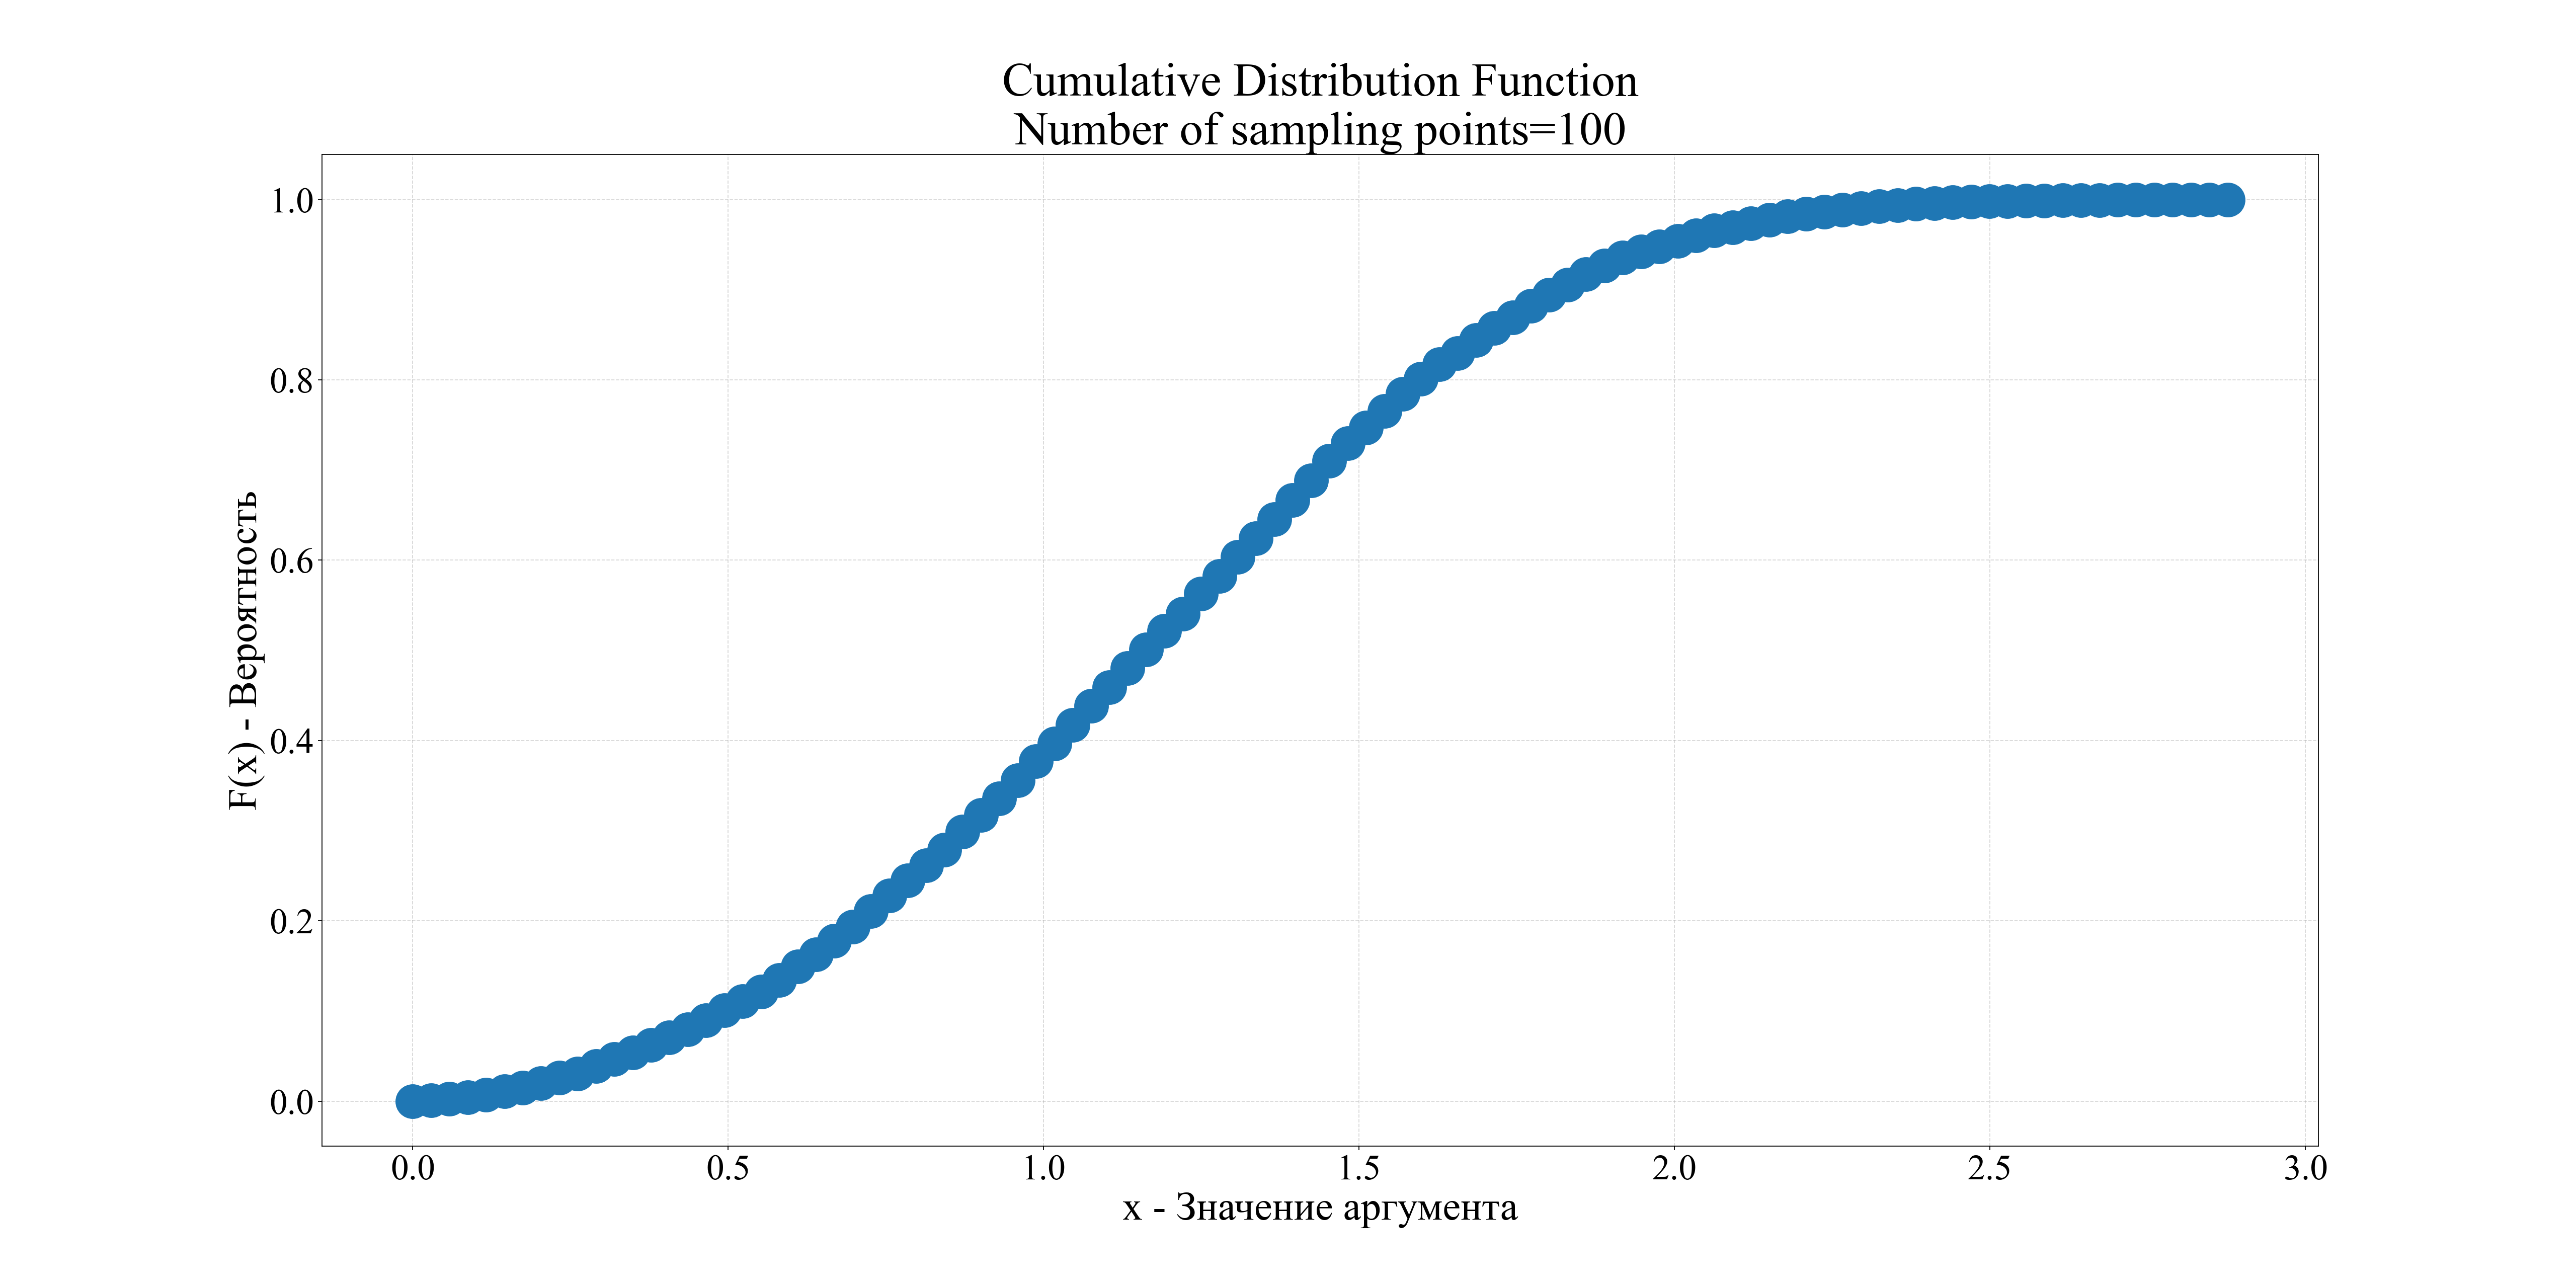 Cumulative Distribution Function
Number of sampling points=100
1.0
0.8
0.6
0.4
0.2
0.0
F(x) - Вероятность
0.0 0.5 1.0 1.5 2.0 2.5 3.0
x - Значение аргумента